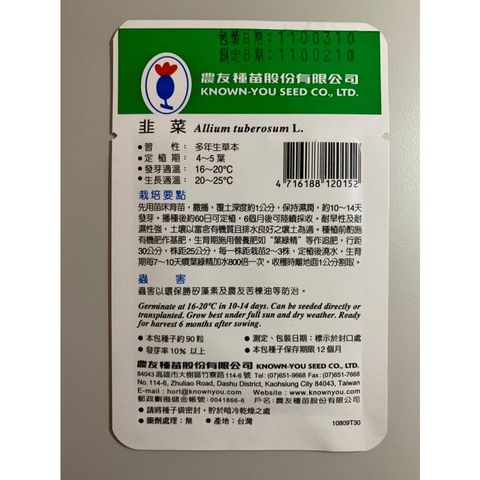 包裝日期:1100310
測定日期:1100210
農友種苗股份有限公司
KNOWN-YOU SEED CO., LTD.
韭 菜 Allium tuberosum L.
●習 性: 多年生草本
●定植期: 4~5葉
●發芽適溫: 16~20℃
●生長適溫: 20~25℃
4 716188 120152
栽培要點
先用苗床育苗,撒播,覆土深度約1公分,保持濕潤,約10~14天
發芽。播種後約60日可定植,6個月後可陸續採收。耐旱性及耐
濕性強,土壤以富含有機質且排水良好之壤土為適。種植前酌施
有機肥作基肥,生育期施用營養肥如“葉綠精”等作追肥,行距
30公分,株距25公分,每一株距栽苗2~3株,定植後澆水,生育
期每7~10天噴葉綠精加水800倍一次。收穫時離地面1公分割取。
蟲 害
蟲害以環保勝矽藻素及農友苦楝油等防治。
Germinate at 16-20°C in 10-14 days. Can be seeded directly or
transplanted. Grow best under full sun and dry weather. Ready
for harvest 6 months after sowing.
●本包種子約90粒 ●測定、包裝日期:標示於封口處
●發芽率10%以上 ●本包種子保存期限12個月
農友種苗股份有限公司 KNOWN-YOU SEED CO., LTD.
84043高雄市大樹區竹寮路114-6號 Tel: (07)651-9668 Fax: (07)651-9777
No.114-6, Zhuliao Road, Dashu District, Kaohsiung City 84043, Taiwan
E-mail : hort@knownyou.com Website : www.knownyou.com
郵政劃撥儲金帳號:0041866-6 戶名:農友種苗股份有限公司
●請將種子袋密封,貯於暗冷乾燥之處
●藥劑處理:無 ●產地:台灣
10809T30